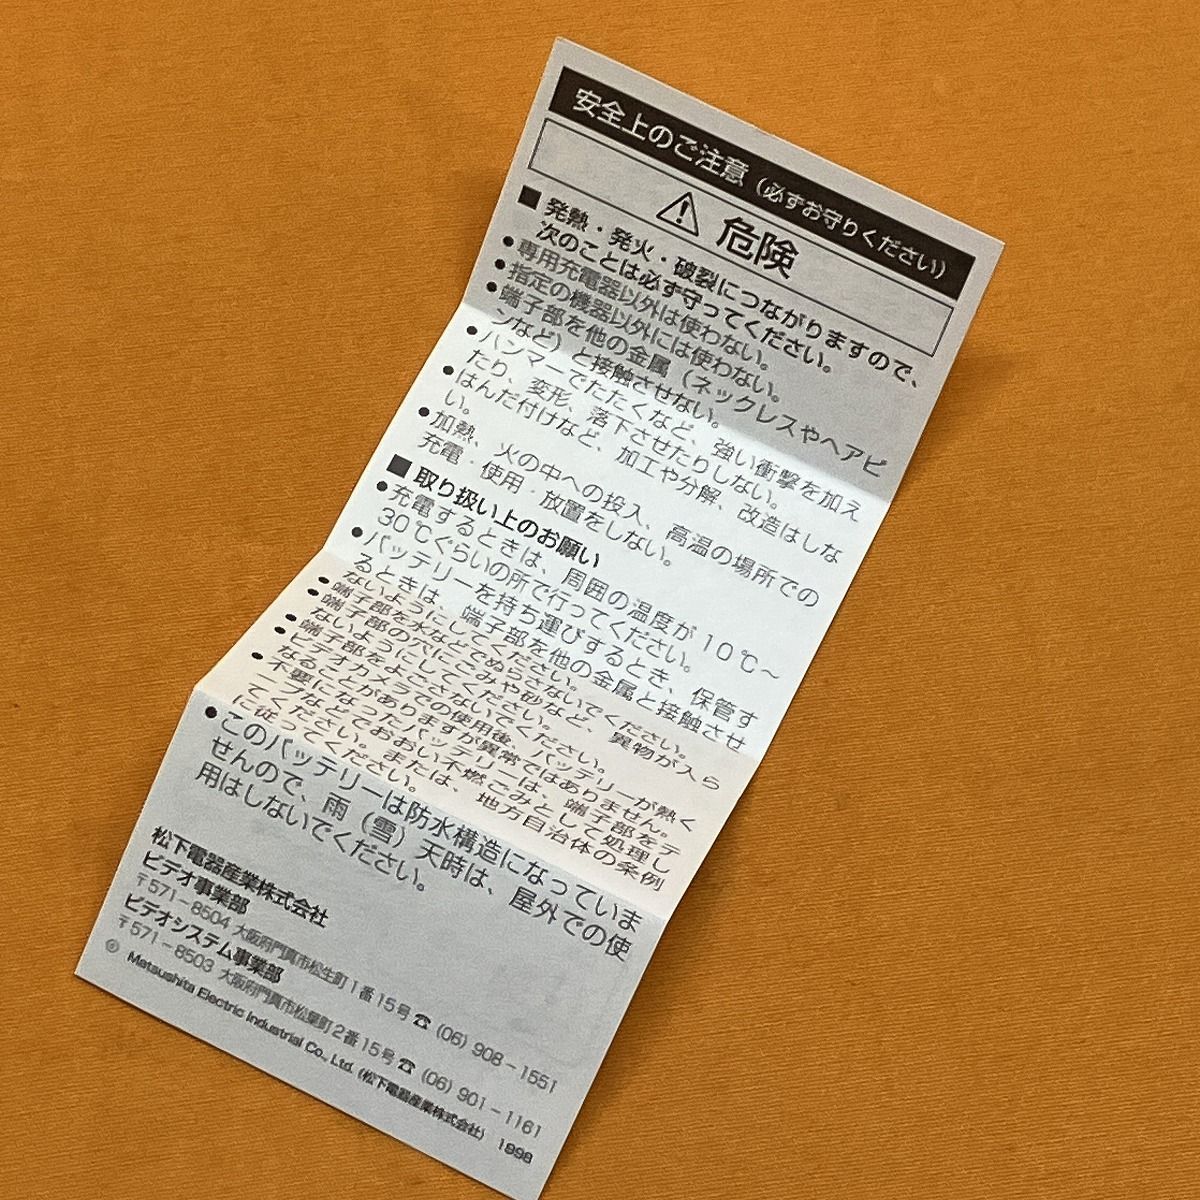 安全上のご注意（必ずお守りください）
⚠ 危険
■ 発熱・発火・破裂につながりますので、
次のことは必ず守ってください。
●専用充電器以外は使わない。
●指定の機器以外には使わない。
●端子部を他の金属（ネックレスやヘアピ
ンなど）と接触させない。
●ハンマーでたたくなど、強い衝撃を加え
たり、変形、落下させたりしない。
●はんだ付けなど、加工や分解、改造はしな
い。
●加熱、火の中への投入、高温の場所での
充電・使用・放置をしない。
■ 取り扱い上のお願い
●充電するときは、周囲の温度が10℃～
30℃ぐらいの所で行ってください。
●バッテリーを持ち運びするとき、保管す
るときは、端子部を他の金属と接触させ
ないようにしてください。
●端子部を水などでぬらさないでください。
●端子部の穴にごみや砂など、異物が入ら
ないようにしてください。
●端子部をよごさないでください。
●ビデオカメラの使用後、バッテリーが熱く
なることがありますが異常ではありません。
●不要になったバッテリーは、端子部をテ
ープなどでおおい不燃ごみとして処理し
てください。または、地方自治体の条例
に従ってください。
●このバッテリーは防水構造になっていま
せんので、雨（雪）天時は、屋外での使
用はしないでください。
松下電器産業株式会社
ビデオ事業部
〒571-8504 大阪府門真市松生町1番15号 ☎ (06) 908-1551
ビデオシステム事業部
〒571-8503 大阪府門真市松葉町2番15号 ☎ (06) 901-1161
Ⓟ Matsushita Electric Industrial Co., Ltd. (松下電器産業株式会社) 1998